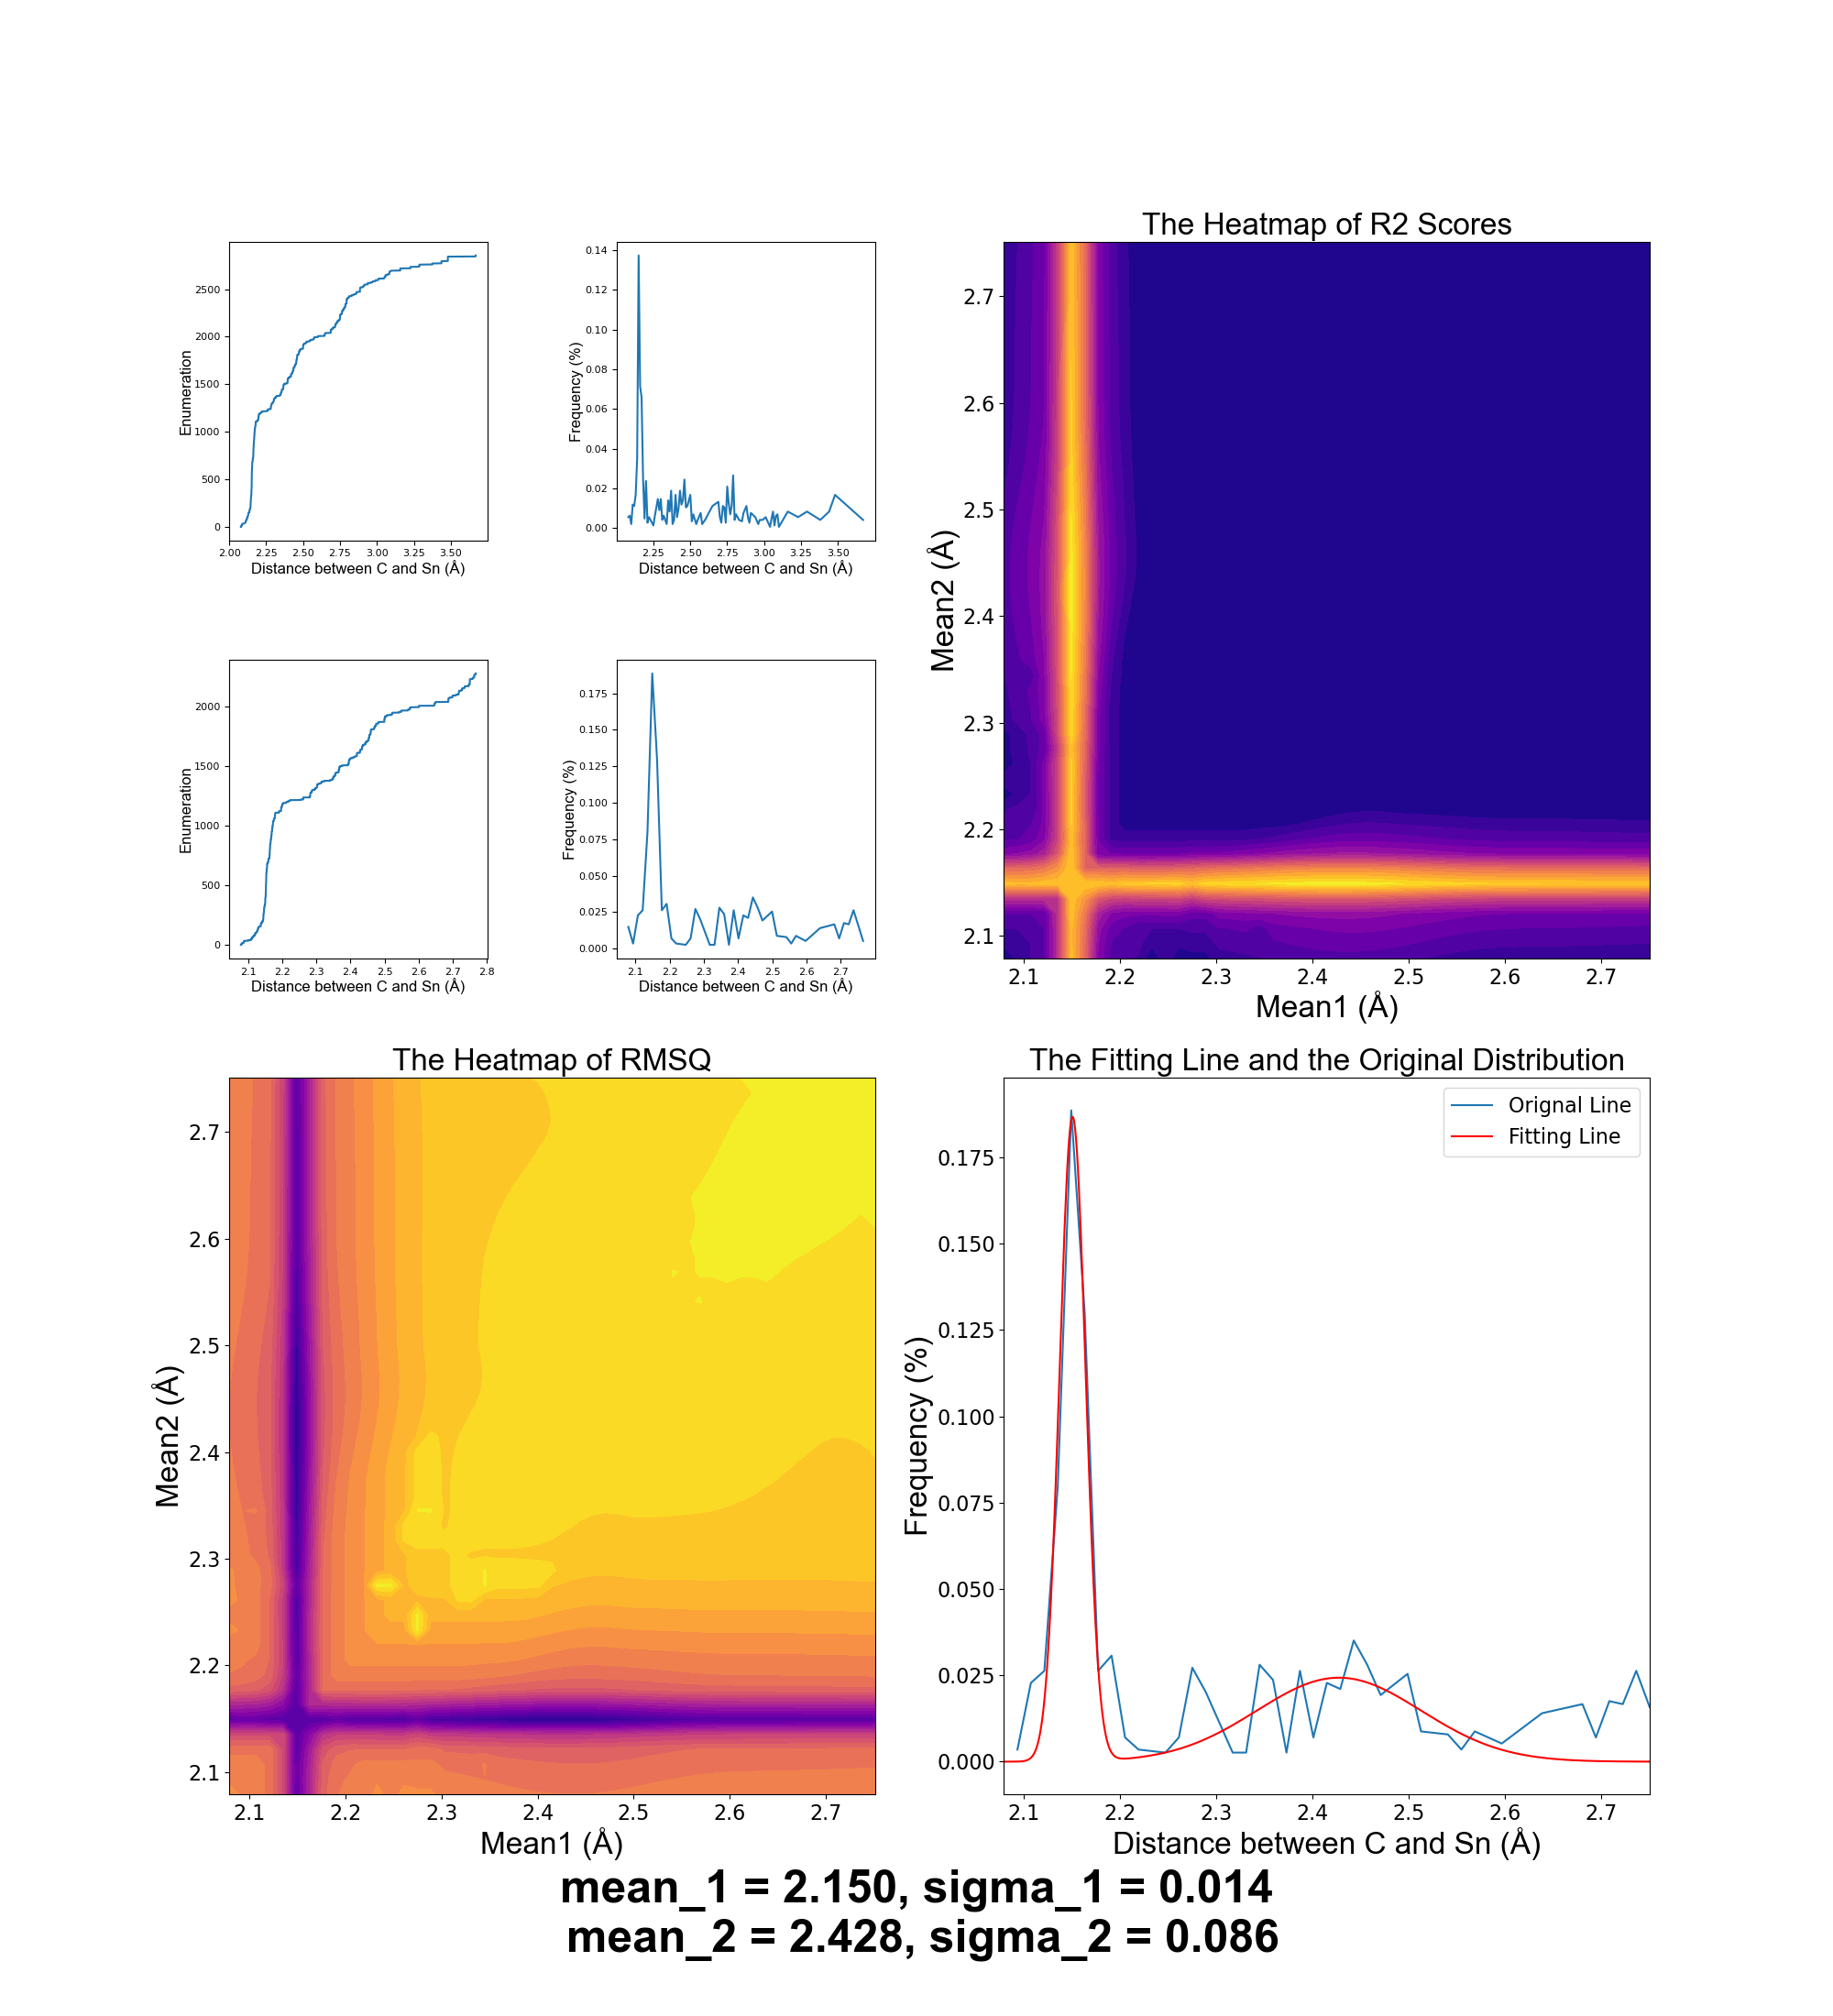 Enumeration
2500
2000
1500
1000
500
0
2.00 2.25 2.50 2.75 3.00 3.25 3.50
Distance between C and Sn (Å)
Frequency (%)
0.14
0.12
0.10
0.08
0.06
0.04
0.02
0.00
2.25 2.50 2.75 3.00 3.25 3.50
Distance between C and Sn (Å)
The Heatmap of R2 Scores
Mean2 (Å)
2.7
2.6
2.5
2.4
2.3
2.2
2.1
2.1 2.2 2.3 2.4 2.5 2.6 2.7
Mean1 (Å)
Enumeration
2000
1500
1000
500
0
2.1 2.2 2.3 2.4 2.5 2.6 2.7 2.8
Distance between C and Sn (Å)
Frequency (%)
0.175
0.150
0.125
0.100
0.075
0.050
0.025
0.000
2.1 2.2 2.3 2.4 2.5 2.6 2.7
Distance between C and Sn (Å)
The Heatmap of RMSQ
Mean2 (Å)
2.7
2.6
2.5
2.4
2.3
2.2
2.1
2.1 2.2 2.3 2.4 2.5 2.6 2.7
Mean1 (Å)
The Fitting Line and the Original Distribution
Orignal Line
Fitting Line
Frequency (%)
0.175
0.150
0.125
0.100
0.075
0.050
0.025
0.000
2.1 2.2 2.3 2.4 2.5 2.6 2.7
Distance between C and Sn (Å)
mean_1 = 2.150, sigma_1 = 0.014
mean_2 = 2.428, sigma_2 = 0.086